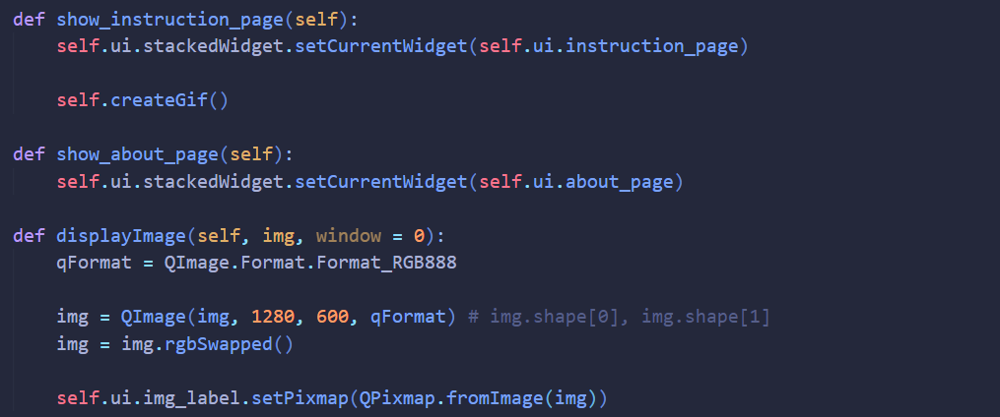 def show_instruction_page(self):
    self.ui.stackedWidget.setCurrentWidget(self.ui.instruction_page)
    self.createGif()
def show_about_page(self):
    self.ui.stackedWidget.setCurrentWidget(self.ui.about_page)
def displayImage(self, img, window = 0):
    qFormat = QImage.Format.Format_RGB888
    img = QImage(img, 1280, 600, qFormat) # img.shape[0], img.shape[1]
    img = img.rgbSwapped()
    self.ui.img_label.setPixmap(QPixmap.fromImage(img))